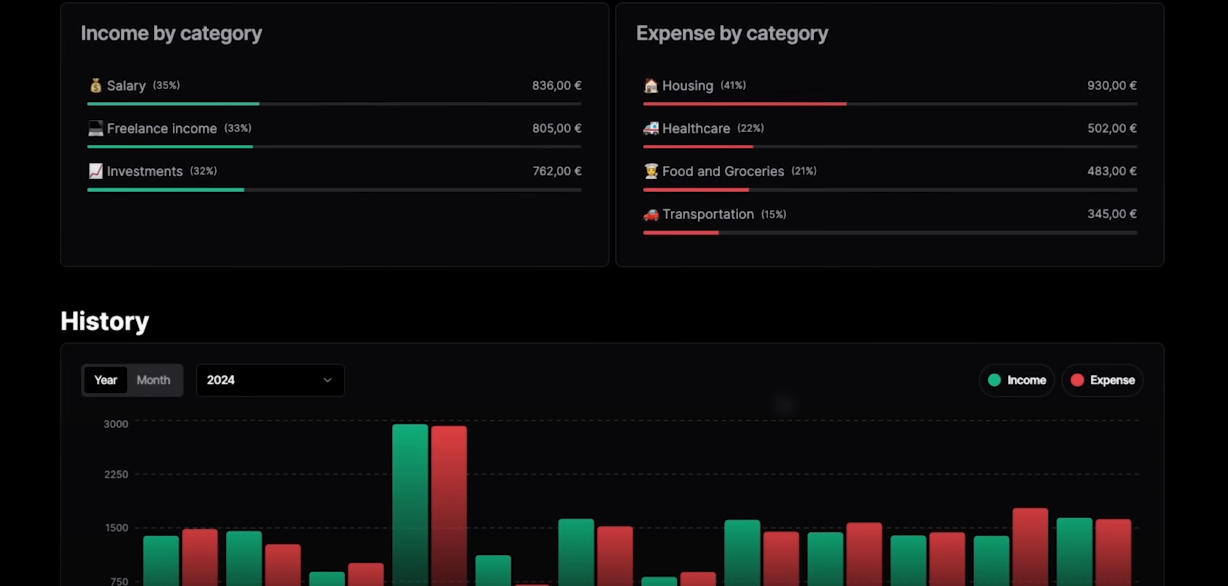 Income by category
Salary (35%) 836,00 €
Freelance income (33%) 805,00 €
Investments (32%) 762,00 €
Expense by category
Housing (41%) 930,00 €
Healthcare (22%) 502,00 €
Food and Groceries (21%) 483,00 €
Transportation (15%) 345,00 €
History
Year Month 2024 Income Expense
3000
2250
1500
750